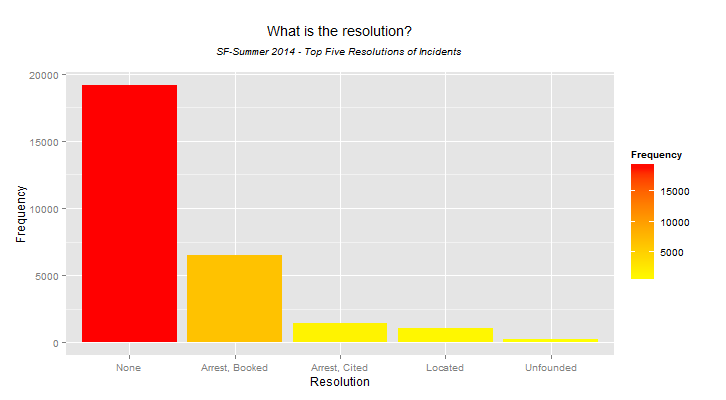 What is the resolution?
SF-Summer 2014 - Top Five Resolutions of Incidents
20000
15000
10000
5000
0
Frequency
None
Arrest, Booked
Arrest, Cited
Located
Unfounded
Resolution
Frequency
15000
10000
5000